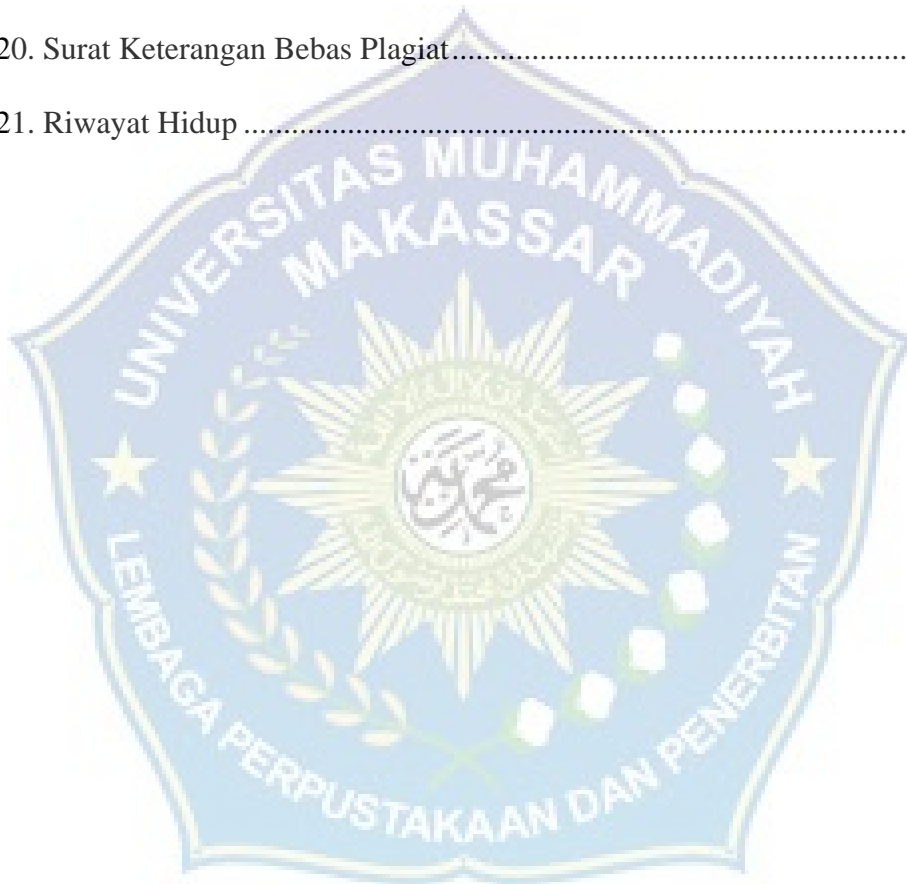 20. Surat Keterangan Bebas Plagiat
21. Riwayat Hidup
UNIVERSITAS MUHAMMADIYAH
MAKASSAR
LEMBAGA PERPUSTAKAAN DAN PENERBITAN